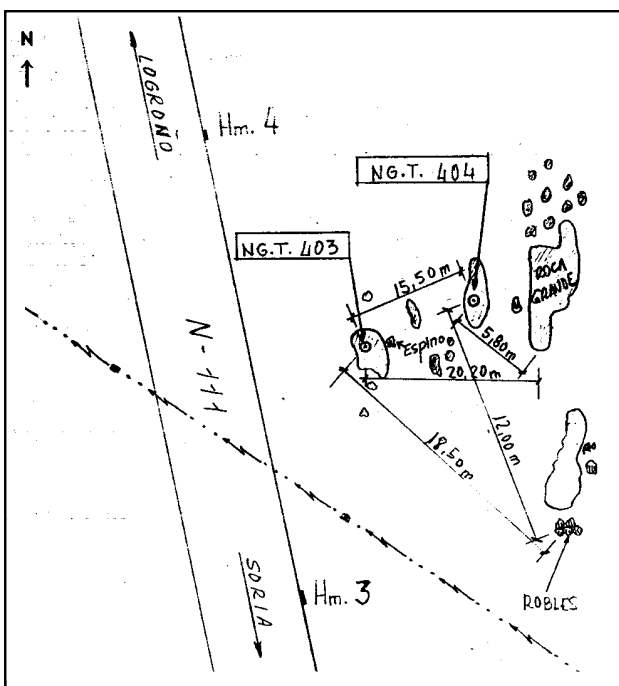 N
LOGROÑO
Hm. 4
NG.T. 404
NG.T. 403
15,50 m
ROCA
GRANDE
Espino
5,80m
20,20 m
N-111
18,50 m
12,00 m
SORIA
Hm. 3
ROBLES